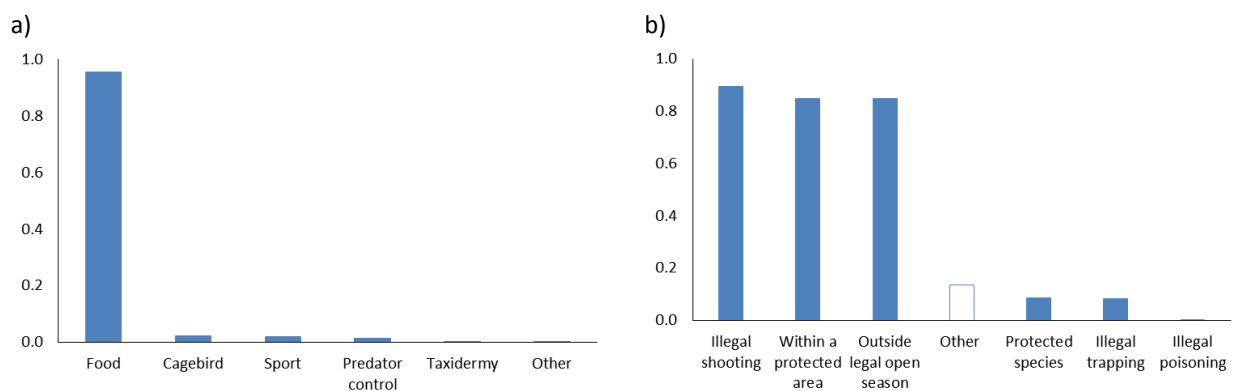 a)
1.0
0.8
0.6
0.4
0.2
0.0
Food
Cagebird
Sport
Predator
control
Taxidermy
Other
b)
1.0
0.8
0.6
0.4
0.2
0.0
Illegal
shooting
Within a
protected
area
Outside
legal open
season
Other
Protected
species
Illegal
trapping
Illegal
poisoning